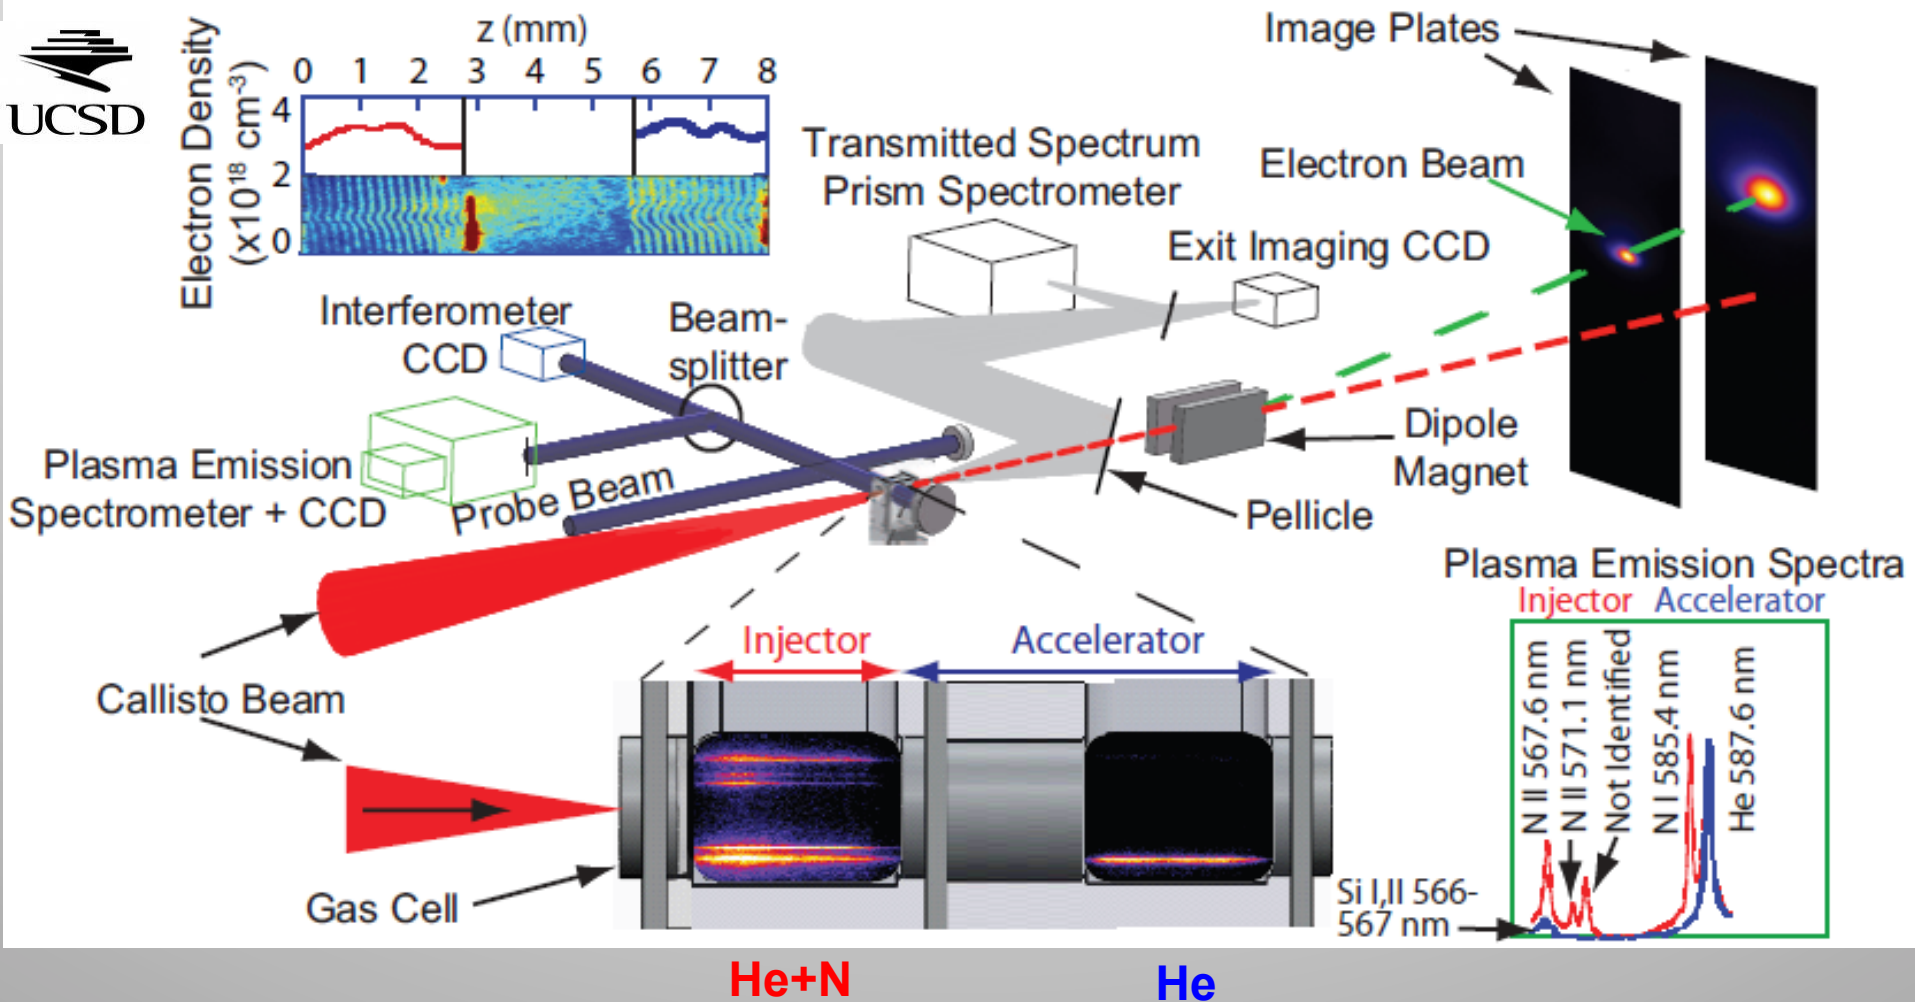 UCSD
z (mm)
0 1 2 3 4 5 6 7 8
Electron Density
(x10¹⁸ cm⁻³)
4
2
0
Image Plates
Transmitted Spectrum
Prism Spectrometer
Electron Beam
Exit Imaging CCD
Interferometer
CCD
Beam-
splitter
Plasma Emission
Spectrometer + CCD
Probe Beam
Dipole
Magnet
Pellicle
Callisto Beam
Injector
Accelerator
Gas Cell
Plasma Emission Spectra
Injector Accelerator
N II 567.6 nm
N II 571.1 nm
Not Identified
N I 585.4 nm
He 587.6 nm
Si I,II 566-
567 nm
He+N
He